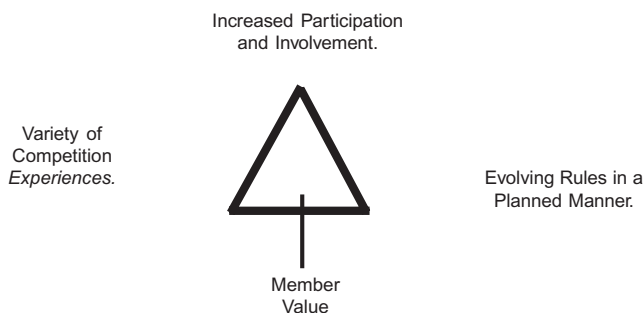 Increased Participation
and Involvement.
Variety of
Competition
Experiences.
Evolving Rules in a
Planned Manner.
Member
Value